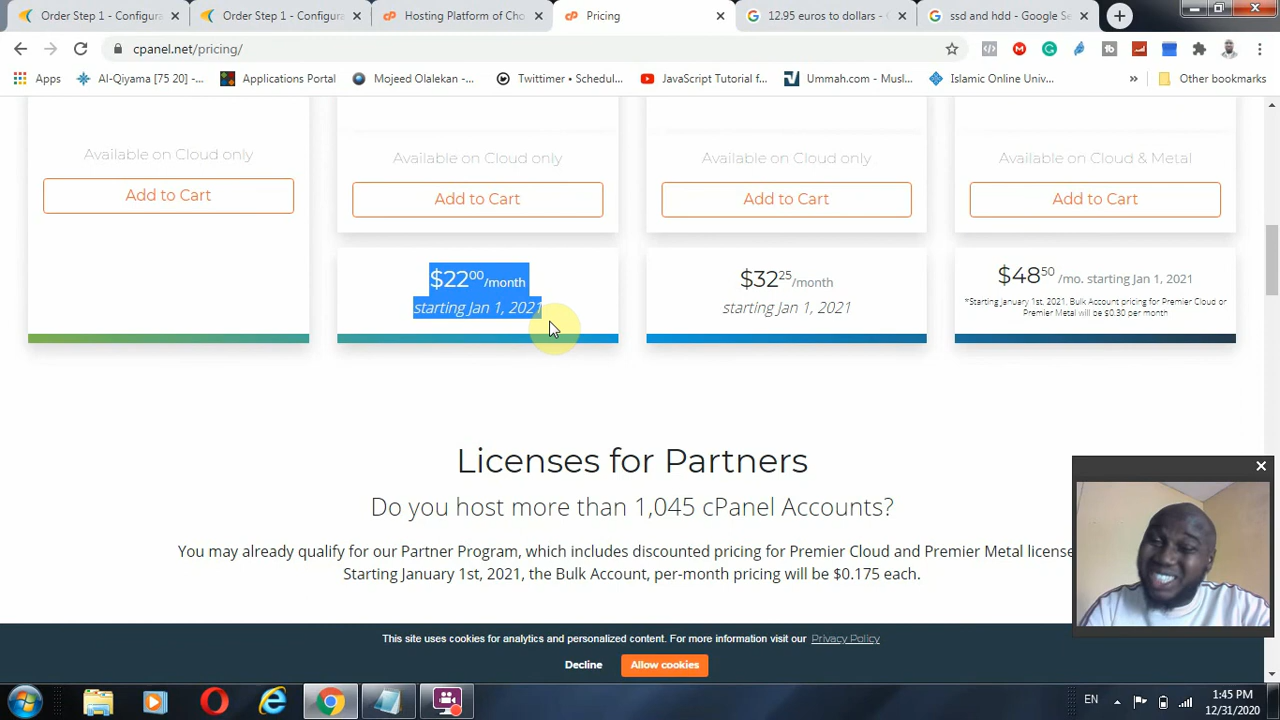 Order Step 1 - Configura
Order Step 1 - Configura
Hosting Platform of Choi
Pricing
12.95 euros to dollars - G
ssd and hdd - Google Se
cpanel.net/pricing/
Apps
Al-Qiyama [75 20] -...
Applications Portal
Mojeed Olalekan -...
Twittimer • Schedul...
JavaScript Tutorial f...
Ummah.com - Musl...
Islamic Online Univ...
Other bookmarks
Available on Cloud only
Available on Cloud only
Available on Cloud only
Available on Cloud & Metal
Add to Cart
Add to Cart
Add to Cart
Add to Cart
$22⁰⁰/month
starting Jan 1, 2021
$32²⁵/month
starting Jan 1, 2021
$48⁵⁰ /mo. starting Jan 1, 2021
*Starting January 1st, 2021, Bulk Account pricing for Premier Cloud or
Premier Metal will be $0.30 per month
Licenses for Partners
Do you host more than 1,045 cPanel Accounts?
You may already qualify for our Partner Program, which includes discounted pricing for Premier Cloud and Premier Metal license
Starting January 1st, 2021, the Bulk Account, per-month pricing will be $0.175 each.
This site uses cookies for analytics and personalized content. For more information visit our Privacy Policy
Decline
Allow cookies
EN
1:45 PM
12/31/2020